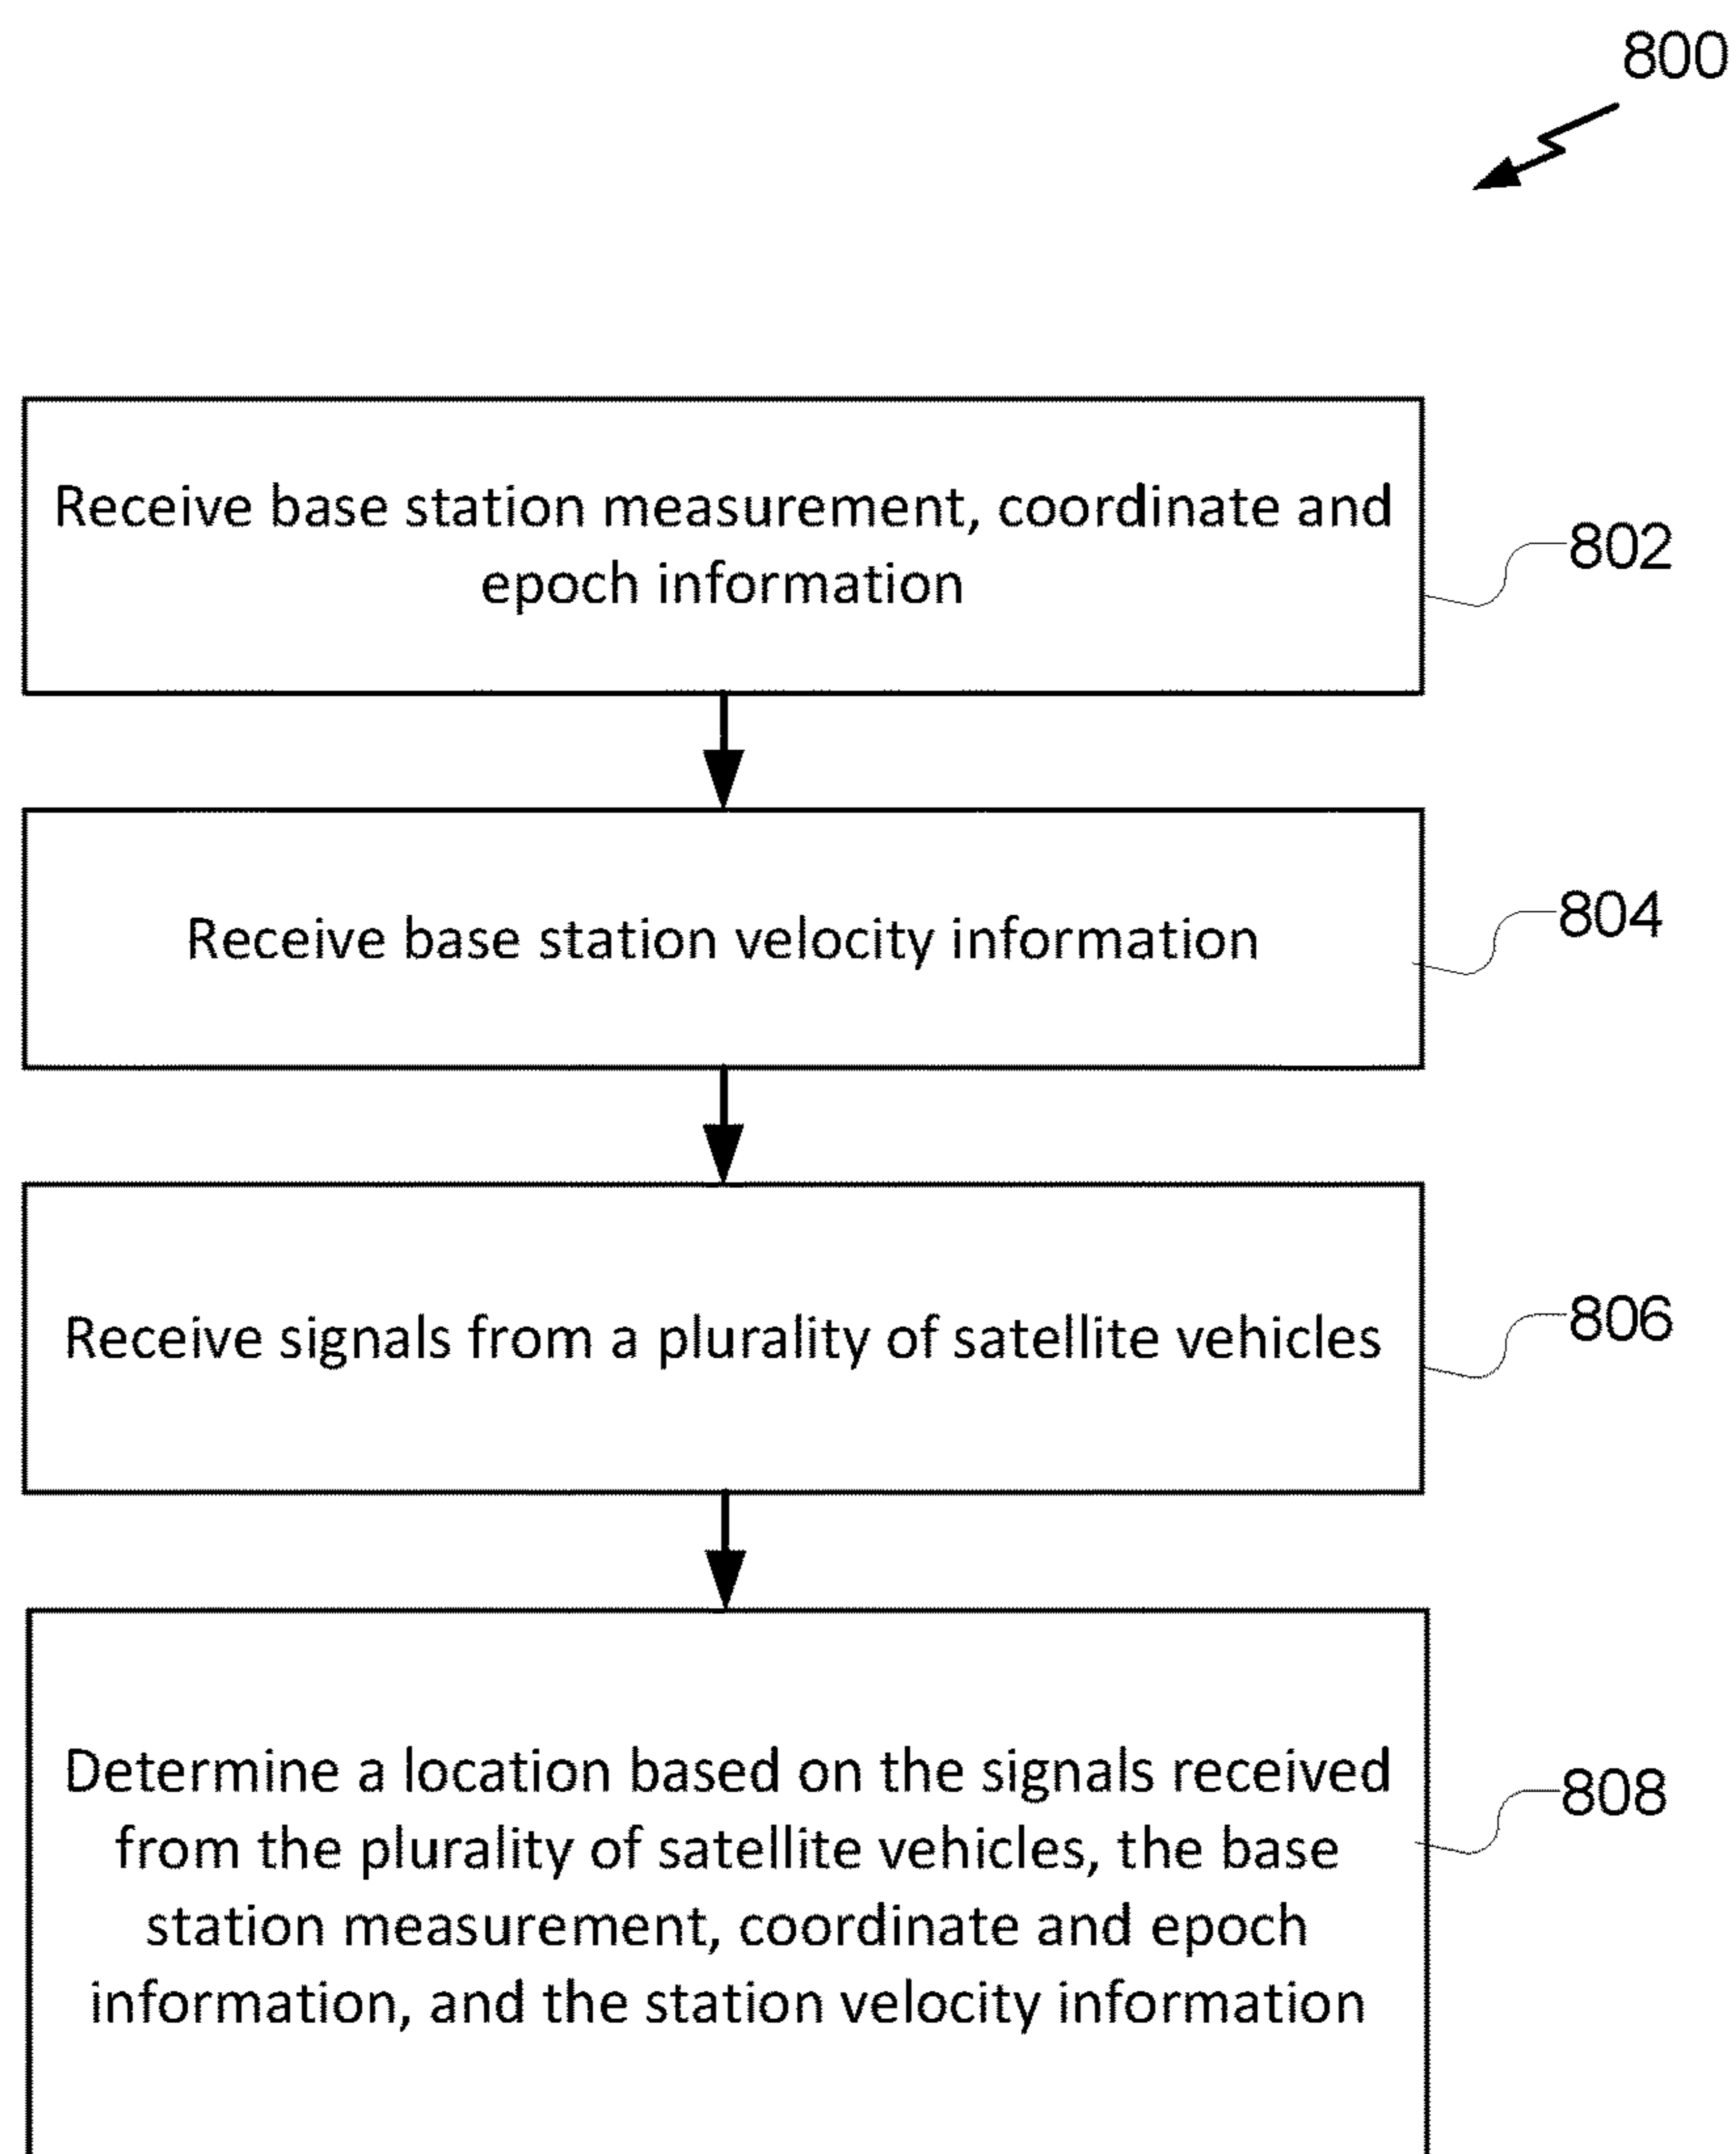 800
Receive base station measurement, coordinate and
epoch information
802
Receive base station velocity information
804
Receive signals from a plurality of satellite vehicles
806
Determine a location based on the signals received
from the plurality of satellite vehicles, the base
station measurement, coordinate and epoch
information, and the station velocity information
808